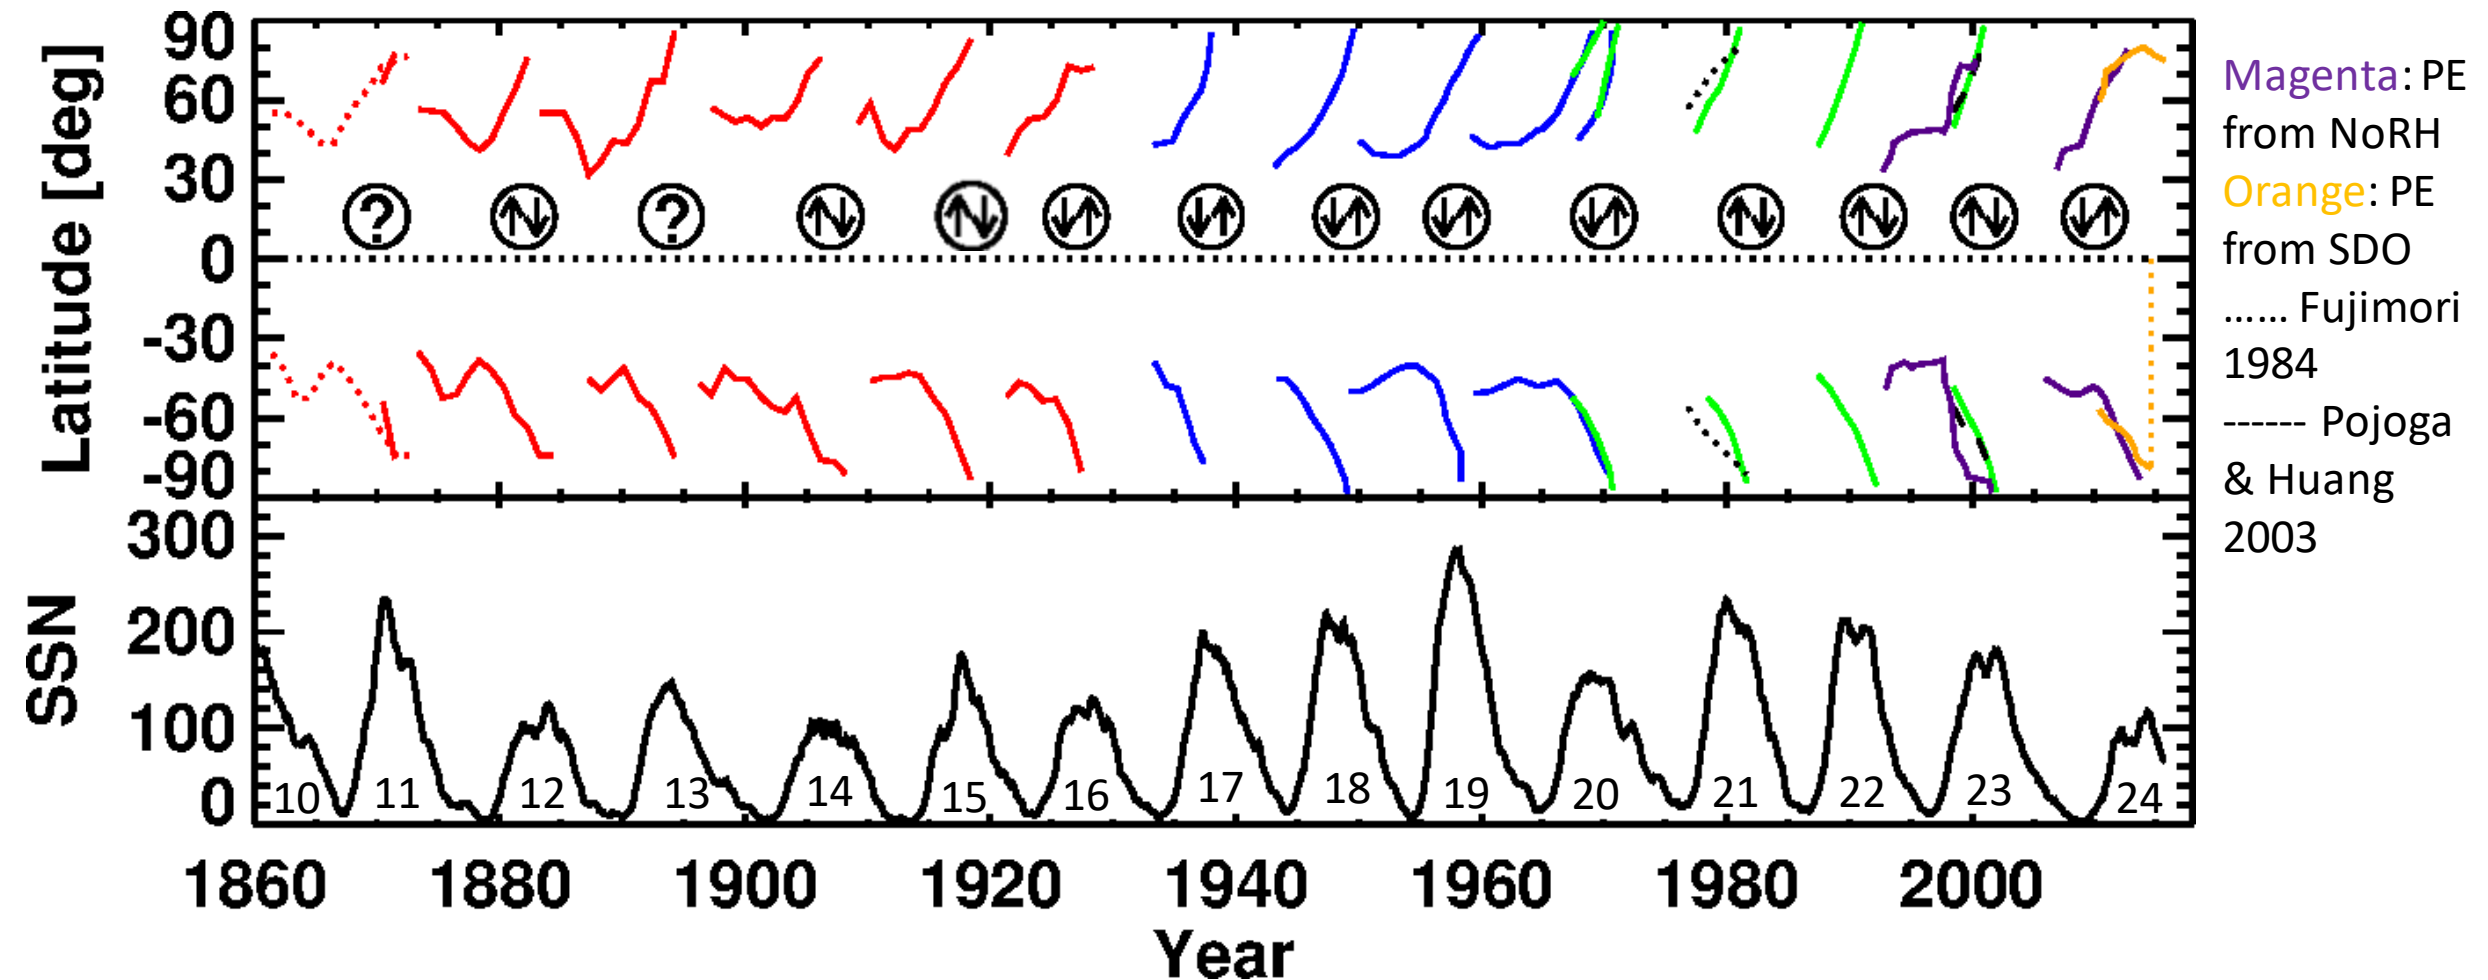 90
60
30
0
-30
-60
-90
Latitude [deg]
? ?
300
200
100
0
SSN
10 11 12 13 14 15 16 17 18 19 20 21 22 23 24
1860 1880 1900 1920 1940 1960 1980 2000
Year
Magenta: PE
from NoRH
Orange: PE
from SDO
...... Fujimori
1984
------ Pojoga
& Huang
2003